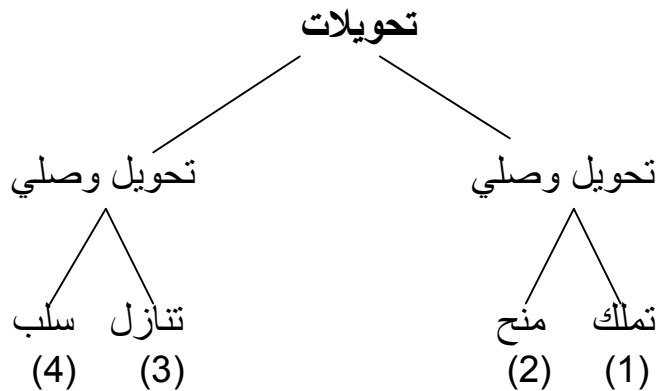 تحويلات
تحويل وصلي تحويل وصلي
تملك منح تنازل سلب
(1) (2) (3) (4)